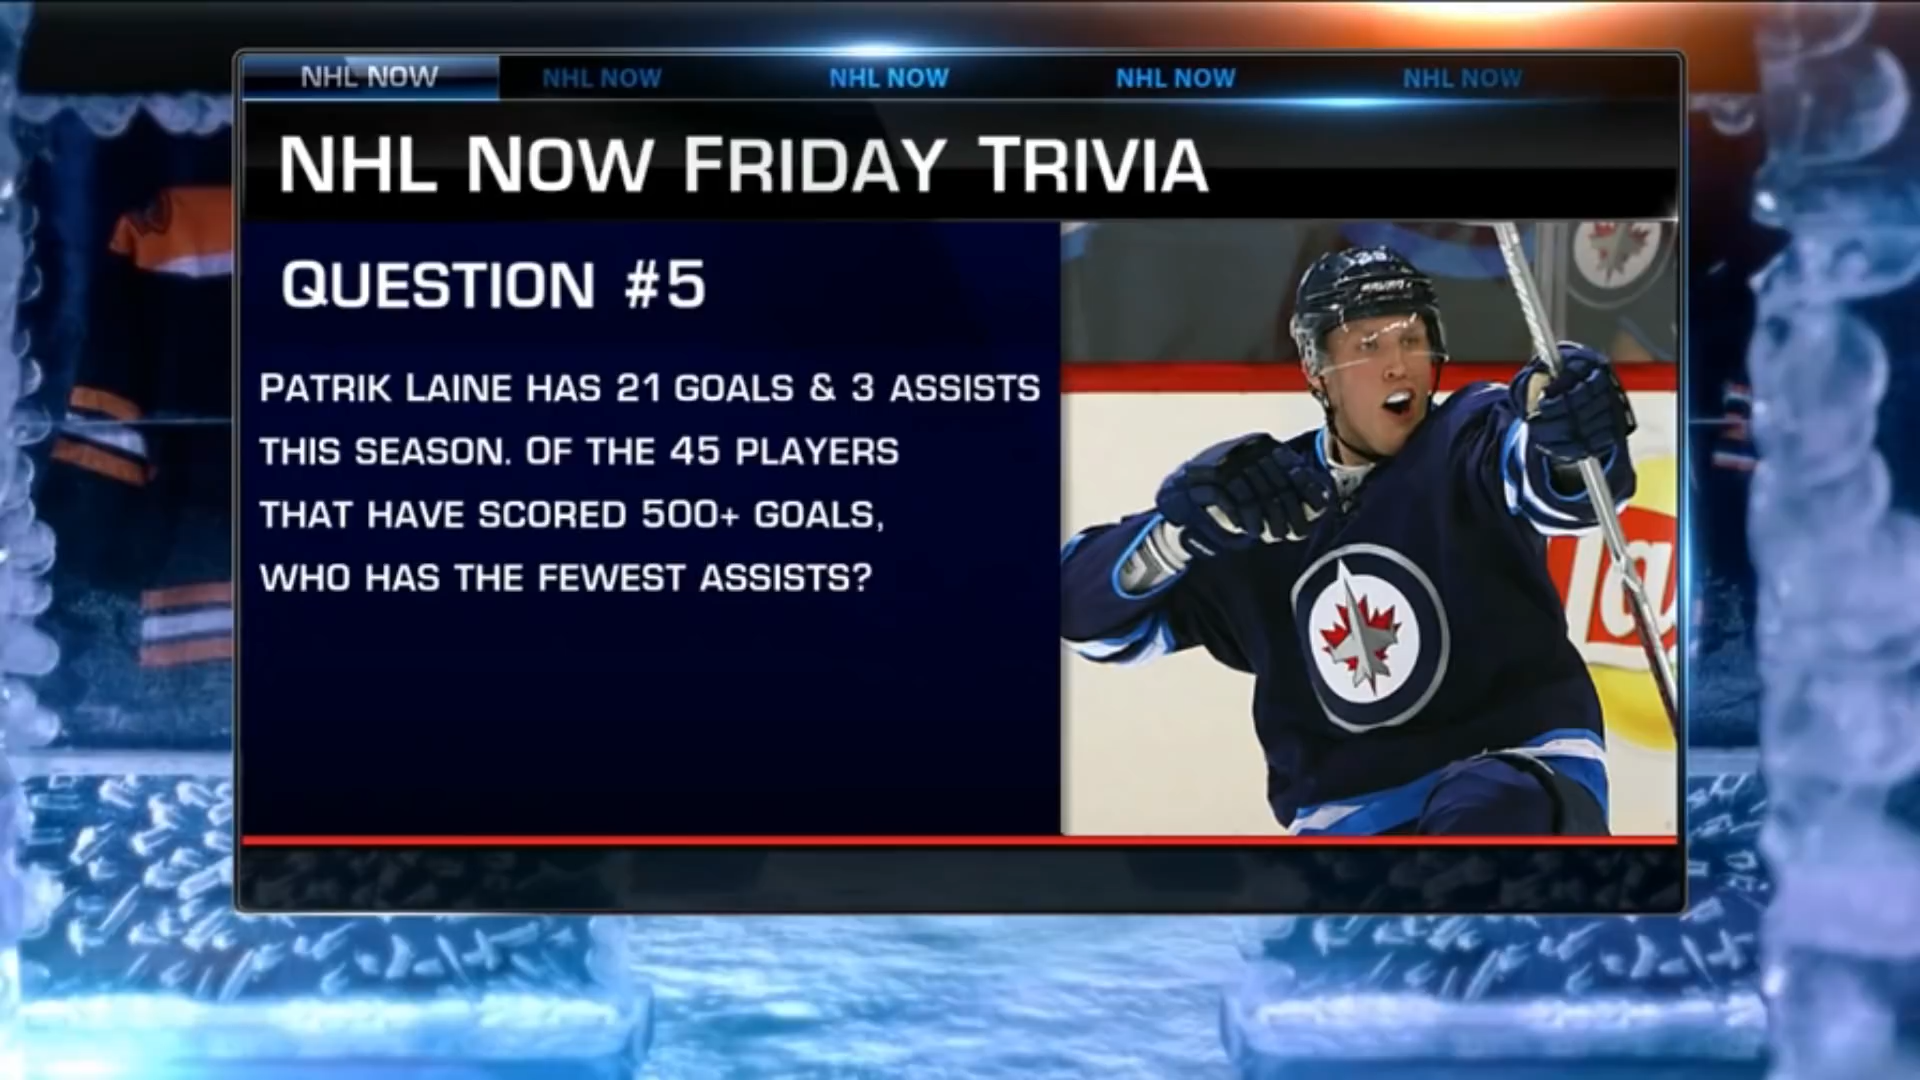 NHL NOW NHL NOW NHL NOW NHL NOW NHL NOW
NHL NOW FRIDAY TRIVIA
QUESTION #5
PATRIK LAINE HAS 21 GOALS & 3 ASSISTS
THIS SEASON. OF THE 45 PLAYERS
THAT HAVE SCORED 500+ GOALS,
WHO HAS THE FEWEST ASSISTS?